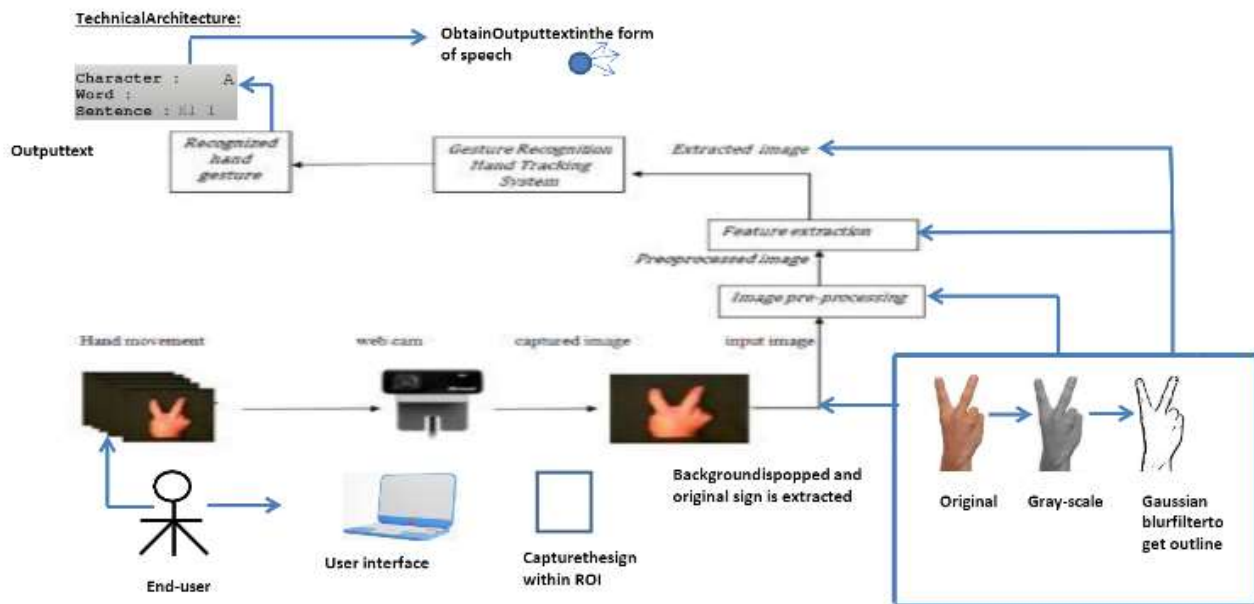 TechnicalArchitecture:
ObtainOutputtextinthe form
of speech
Character : A
Word :
Sentence :
Outputtext
Recognized
hand
gesture
Gesture Recognition
Hand Tracking
System
Extracted image
Feature extraction
Preoprocessed image
Image pre-processing
Hand movement
web cam
captured image
input image
Backgroundispopped and
original sign is extracted
Original
Gray-scale
Gaussian
blurfilterto
get outline
End-user
User interface
Capturethesign
within ROI